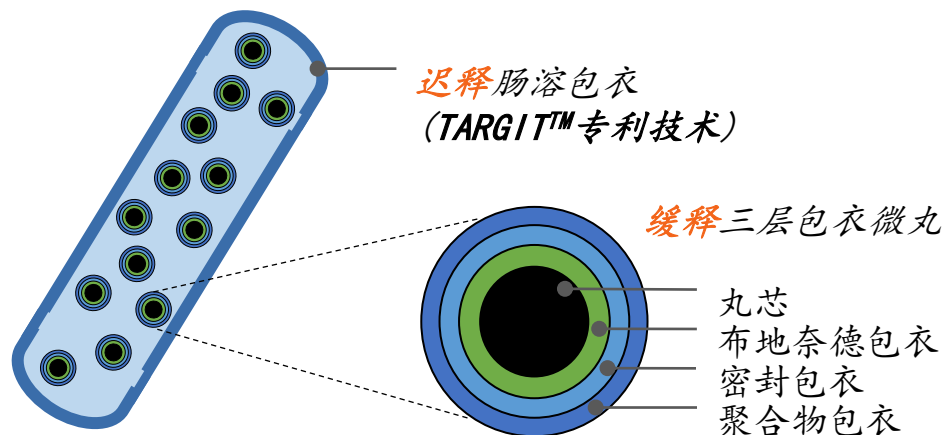 迟释肠溶包衣
(TARGIT™专利技术)
缓释三层包衣微丸
丸芯
布地奈德包衣
密封包衣
聚合物包衣